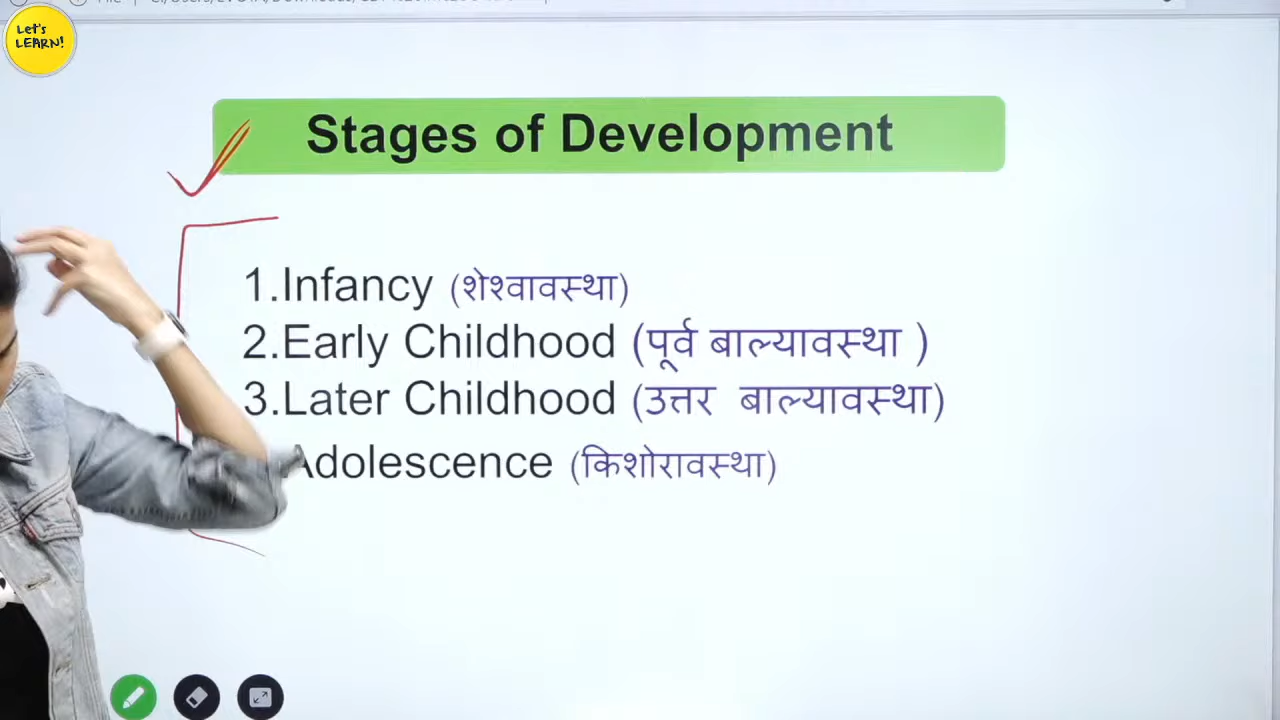 Let's
LEARN!
Stages of Development
1.Infancy (शेश्वावस्था)
2.Early Childhood (पूर्व बाल्यावस्था )
3.Later Childhood (उत्तर बाल्यावस्था)
Adolescence (किशोरावस्था)